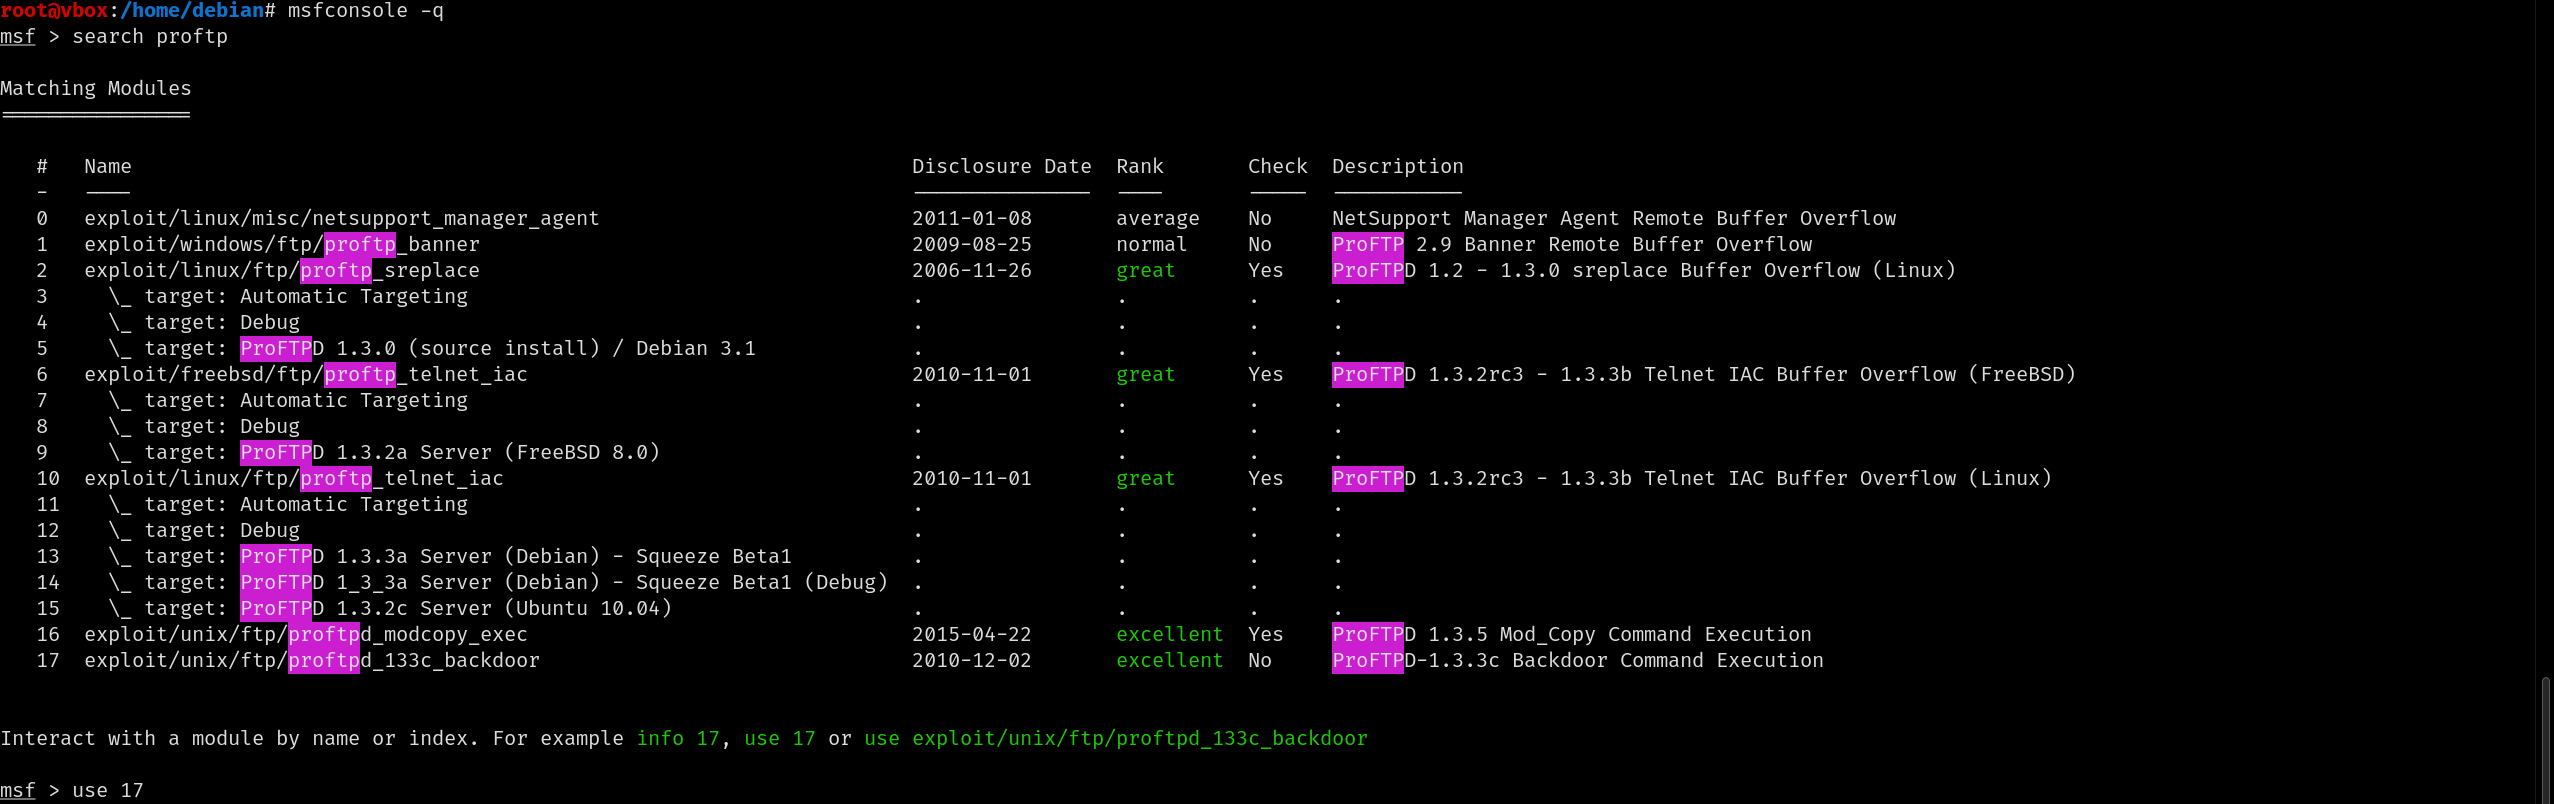 root@vbox:/home/debian# msfconsole -q
msf > search proftp

Matching Modules
================

   #   Name                                                                 Disclosure Date  Rank       Check  Description
   -   ----                                                                 ---------------  ----       -----  -----------
   0   exploit/linux/misc/netsupport_manager_agent                          2011-01-08       average    No     NetSupport Manager Agent Remote Buffer Overflow
   1   exploit/windows/ftp/proftp_banner                                    2009-08-25       normal     No     ProFTP 2.9 Banner Remote Buffer Overflow
   2   exploit/linux/ftp/proftp_sreplace                                    2006-11-26       great      Yes    ProFTPD 1.2 - 1.3.0 sreplace Buffer Overflow (Linux)
   3     \_ target: Automatic Targeting                                     .                .          .      .
   4     \_ target: Debug                                                   .                .          .      .
   5     \_ target: ProFTPD 1.3.0 (source install) / Debian 3.1             .                .          .      .
   6   exploit/freebsd/ftp/proftp_telnet_iac                                2010-11-01       great      Yes    ProFTPD 1.3.2rc3 - 1.3.3b Telnet IAC Buffer Overflow (FreeBSD)
   7     \_ target: Automatic Targeting                                     .                .          .      .
   8     \_ target: Debug                                                   .                .          .      .
   9     \_ target: ProFTPD 1.3.2a Server (FreeBSD 8.0)                     .                .          .      .
   10  exploit/linux/ftp/proftp_telnet_iac                                  2010-11-01       great      Yes    ProFTPD 1.3.2rc3 - 1.3.3b Telnet IAC Buffer Overflow (Linux)
   11    \_ target: Automatic Targeting                                     .                .          .      .
   12    \_ target: Debug                                                   .                .          .      .
   13    \_ target: ProFTPD 1.3.3a Server (Debian) - Squeeze Beta1          .                .          .      .
   14    \_ target: ProFTPD 1_3_3a Server (Debian) - Squeeze Beta1 (Debug)  .                .          .      .
   15    \_ target: ProFTPD 1.3.2c Server (Ubuntu 10.04)                    .                .          .      .
   16  exploit/unix/ftp/proftpd_modcopy_exec                                2015-04-22       excellent  Yes    ProFTPD 1.3.5 Mod_Copy Command Execution
   17  exploit/unix/ftp/proftpd_133c_backdoor                               2010-12-02       excellent  No     ProFTPD-1.3.3c Backdoor Command Execution

Interact with a module by name or index. For example info 17, use 17 or use exploit/unix/ftp/proftpd_133c_backdoor

msf > use 17